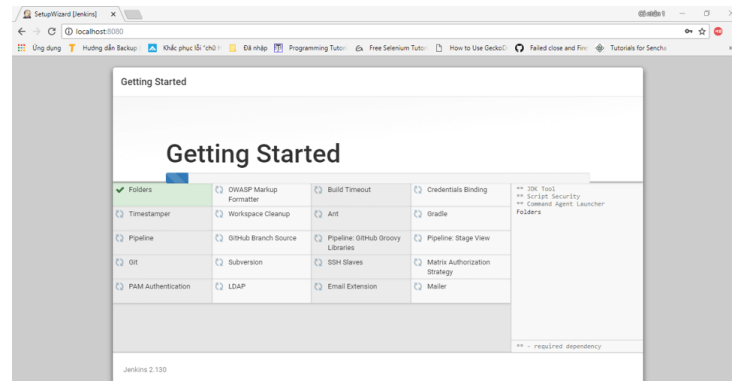 SetupWizard [Jenkins]
localhost:8080
Ứng dụng Hướng dẫn Backup Khắc phục lỗi "chữ h Đã nhập Programming Tutori Free Selenium Tutori How to Use GeckoD Failed close and Fire Tutorials for Sencha
Getting Started
Getting Started
Folders OWASP Markup Formatter Build Timeout Credentials Binding
** JDK Tool
** Script Security
** Command Agent Launcher
Folders
Timestamper Workspace Cleanup Ant Gradle
Pipeline GitHub Branch Source Pipeline: GitHub Groovy Libraries Pipeline: Stage View
Git Subversion SSH Slaves Matrix Authorization Strategy
PAM Authentication LDAP Email Extension Mailer
** - required dependency
Jenkins 2.130